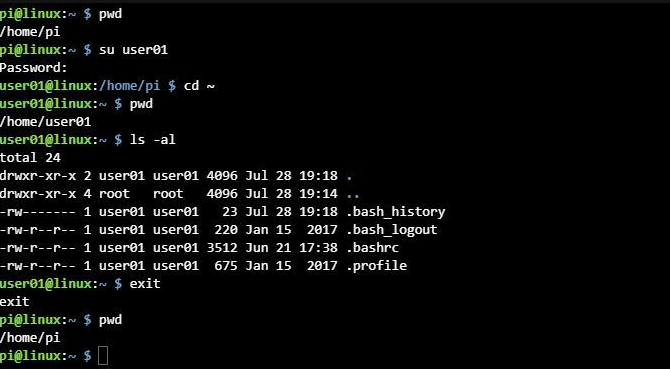 pi@linux:~ $ pwd
/home/pi
pi@linux:~ $ su user01
Password:
user01@linux:/home/pi $ cd ~
user01@linux:~ $ pwd
/home/user01
user01@linux:~ $ ls -al
total 24
drwxr-xr-x 2 user01 user01 4096 Jul 28 19:18 .
drwxr-xr-x 4 root   root   4096 Jul 28 19:14 ..
-rw------- 1 user01 user01   23 Jul 28 19:18 .bash_history
-rw-r--r-- 1 user01 user01  220 Jan 15  2017 .bash_logout
-rw-r--r-- 1 user01 user01 3512 Jun 21 17:38 .bashrc
-rw-r--r-- 1 user01 user01  675 Jan 15  2017 .profile
user01@linux:~ $ exit
exit
pi@linux:~ $ pwd
/home/pi
pi@linux:~ $